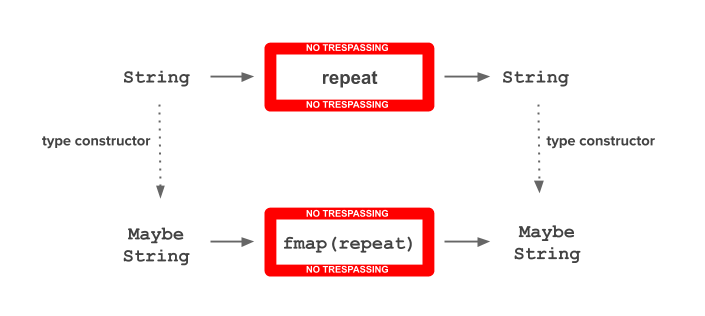 NO TRESPASSING
String
repeat
String
NO TRESPASSING
type constructor
type constructor
NO TRESPASSING
Maybe
String
fmap(repeat)
Maybe
String
NO TRESPASSING